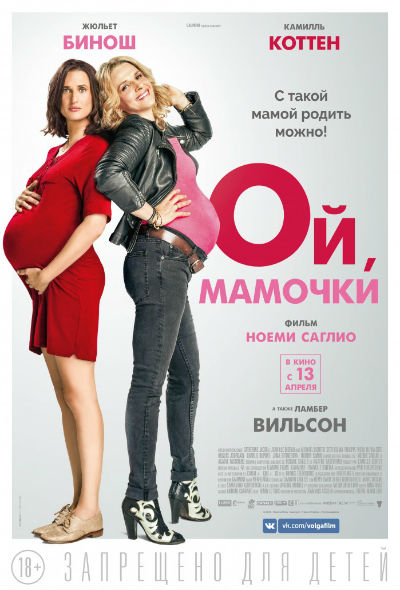 ЖЮЛЬЕТ
БИНОШ
КАМИЛЛЬ
КОТТЕН
С такой
мамой родить
можно!
Ой,
МАМОЧКИ
ФИЛЬМ
НОЕМИ САГЛИО
В КИНО
С 13
АПРЕЛЯ
А ТАКЖЕ ЛАМБЕР
ВИЛЬСОН
vk.com/volgafilm
18+ ЗАПРЕЩЕНО ДЛЯ ДЕТЕЙ